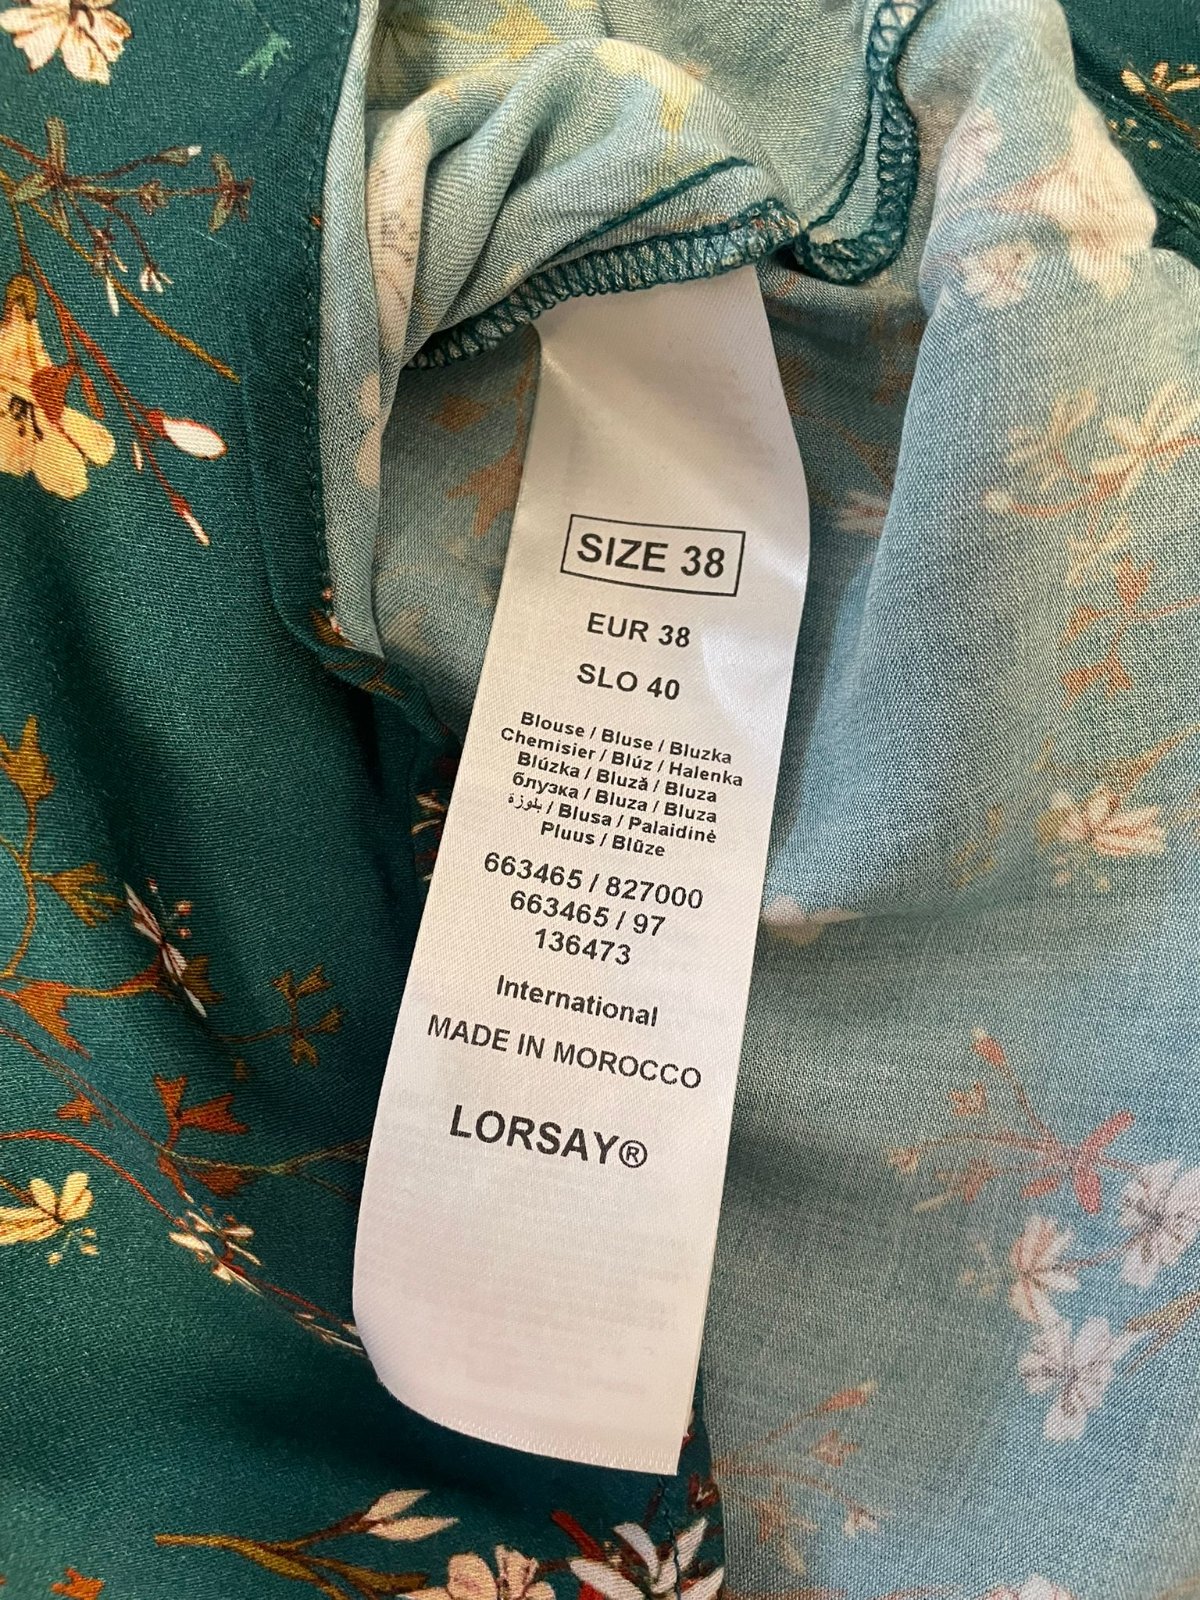 SIZE 38
EUR 38
SLO 40
Blouse / Bluse / Bluzka
Chemisier / Blúz / Halenka
Blúzka / Bluză / Bluza
блузка / Bluza / Bluza
بلوزة / Blusa / Palaidinė
Pluus / Blūze
663465 / 827000
663465 / 97
136473
International
MADE IN MOROCCO
LORSAY®